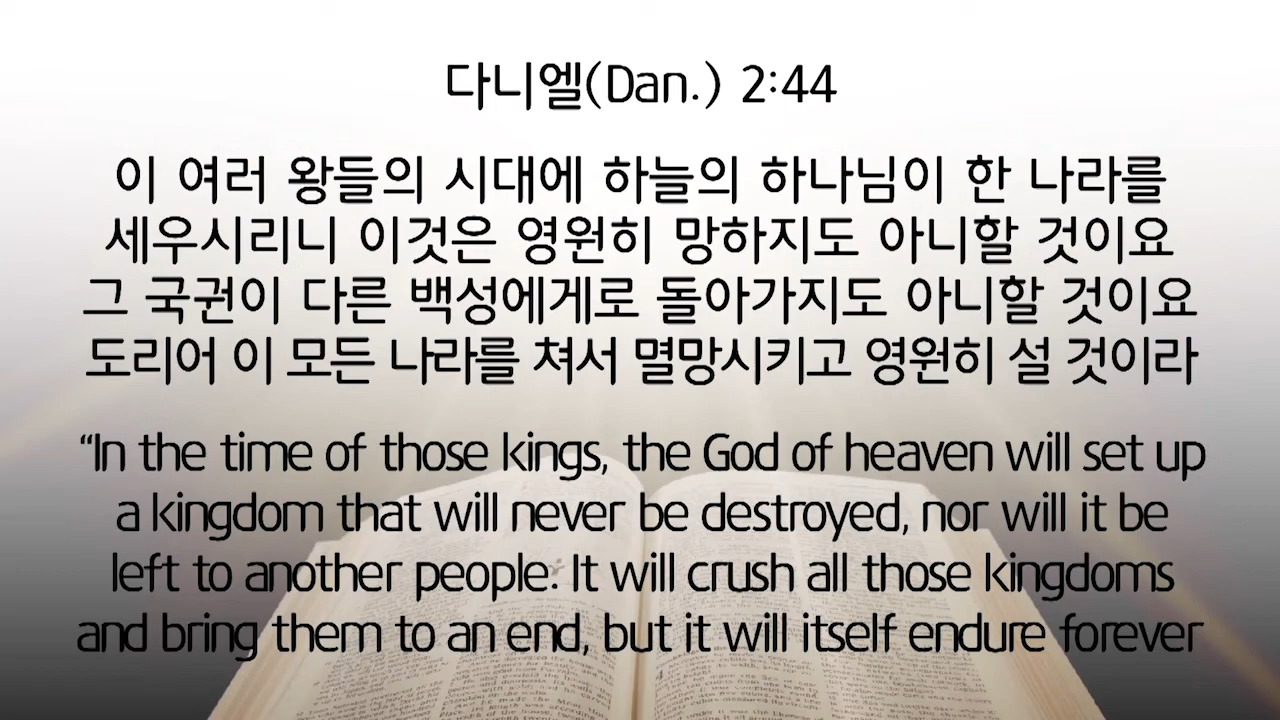 다니엘(Dan.) 2:44
이 여러 왕들의 시대에 하늘의 하나님이 한 나라를
세우시리니 이것은 영원히 망하지도 아니할 것이요
그 국권이 다른 백성에게로 돌아가지도 아니할 것이요
도리어 이 모든 나라를 쳐서 멸망시키고 영원히 설 것이라
“In the time of those kings, the God of heaven will set up
a kingdom that will never be destroyed, nor will it be
left to another people. It will crush all those kingdoms
and bring them to an end, but it will itself endure forever